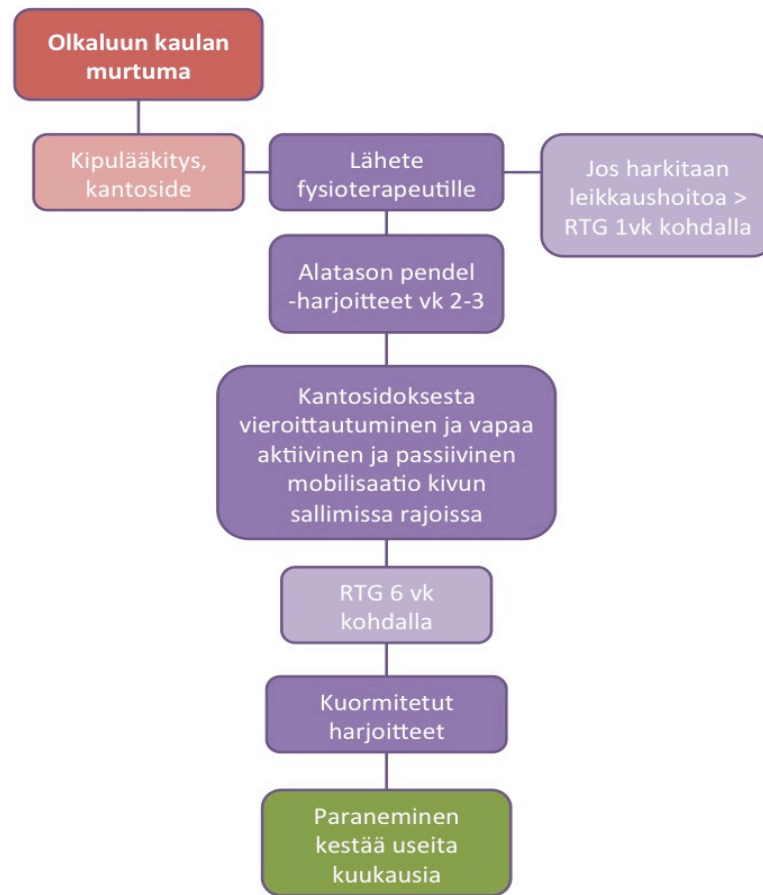 Olkaluun kaulan
murtuma
Kipulääkitys,
kantoside
Lähete
fysioterapeutille
Jos harkitaan
leikkaushoitoa >
RTG 1vk kohdalla
Alatason pendel
-harjoitteet vk 2-3
Kantosidoksesta
vieroittautuminen ja vapaa
aktiivinen ja passiivinen
mobilisaatio kivun
sallimissa rajoissa
RTG 6 vk
kohdalla
Kuormitetut
harjoitteet
Paraneminen
kestää useita
kuukausia